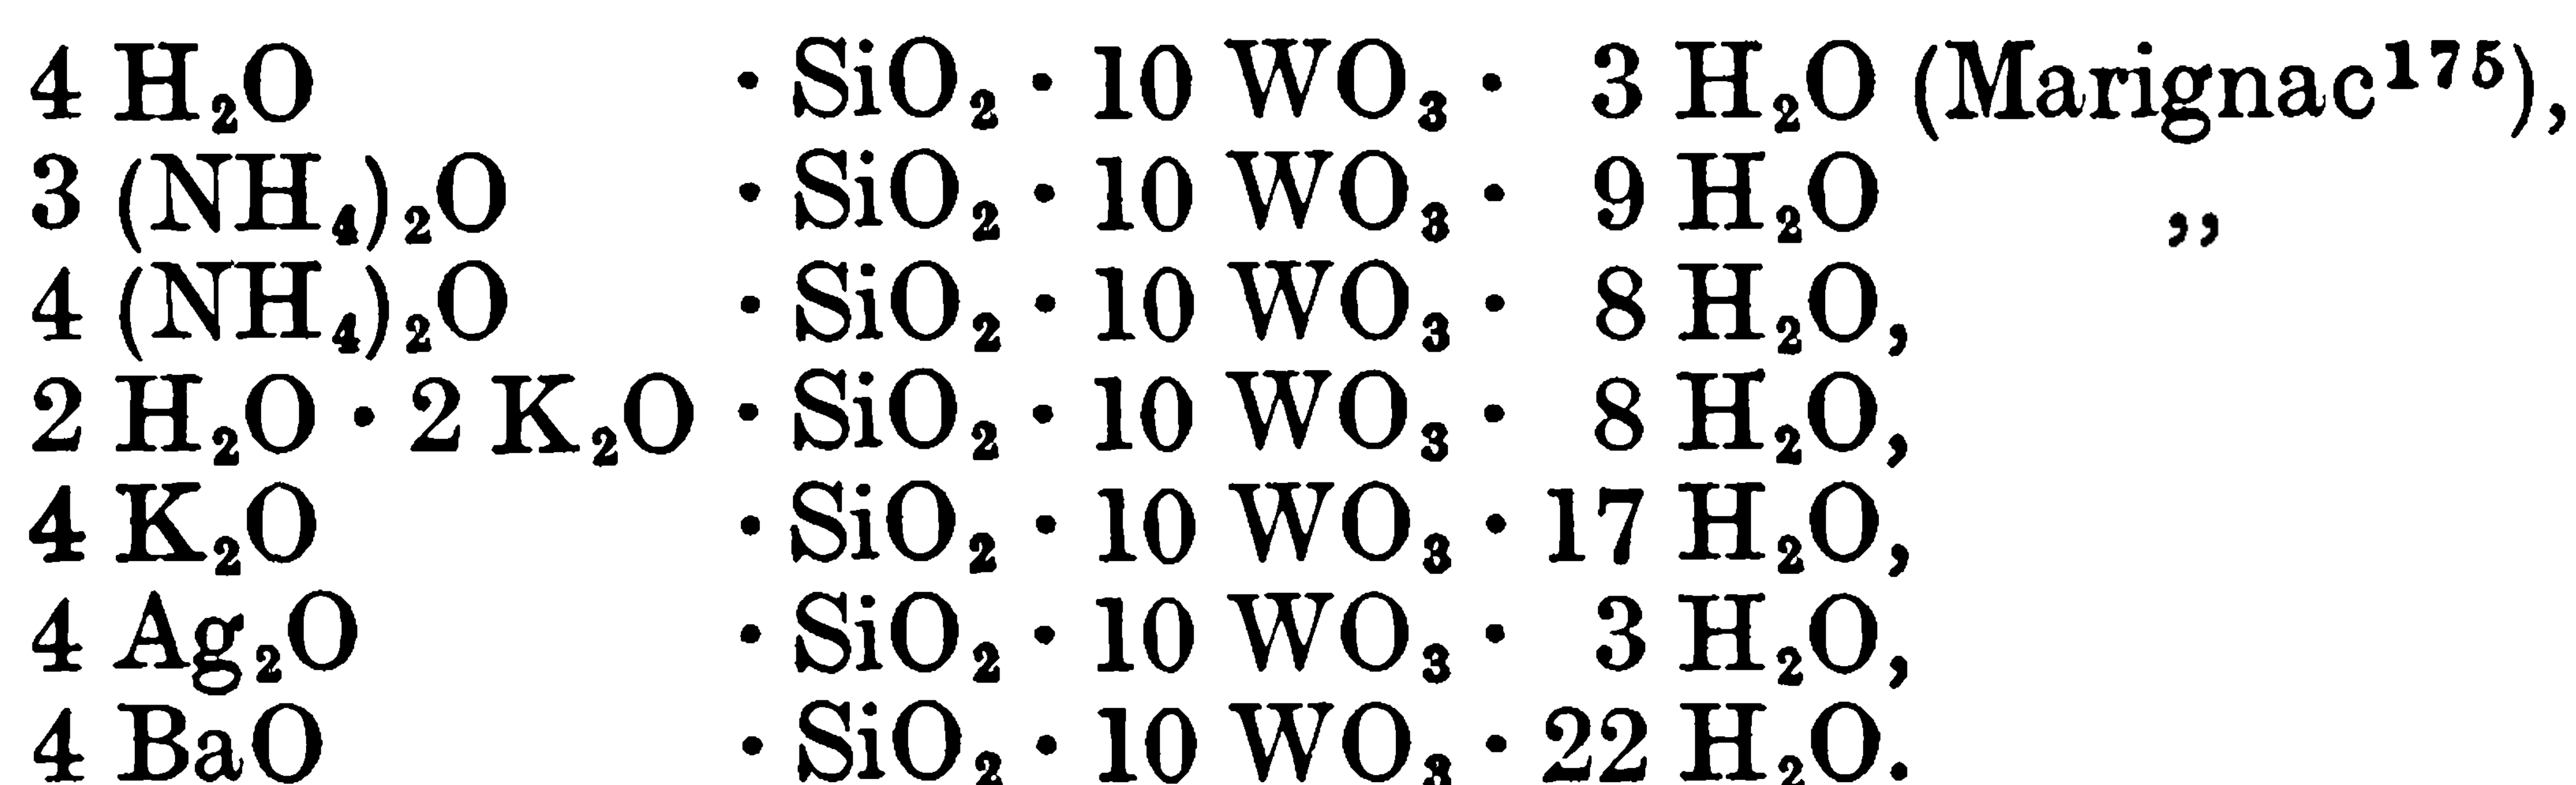 4 H₂O · SiO₂ · 10 WO₃ · 3 H₂O (Marignac¹⁷⁵),
3 (NH₄)₂O · SiO₂ · 10 WO₃ · 9 H₂O ,,
4 (NH₄)₂O · SiO₂ · 10 WO₃ · 8 H₂O,
2 H₂O · 2 K₂O · SiO₂ · 10 WO₃ · 8 H₂O,
4 K₂O · SiO₂ · 10 WO₃ · 17 H₂O,
4 Ag₂O · SiO₂ · 10 WO₃ · 3 H₂O,
4 BaO · SiO₂ · 10 WO₃ · 22 H₂O.